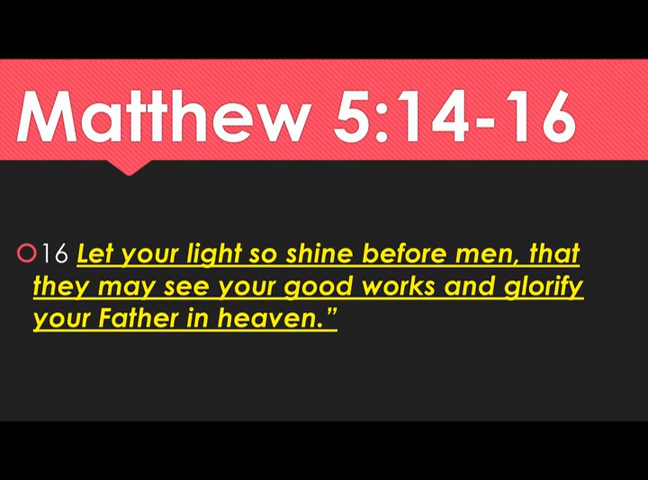 Matthew 5:14-16
16 Let your light so shine before men, that
they may see your good works and glorify
your Father in heaven.”